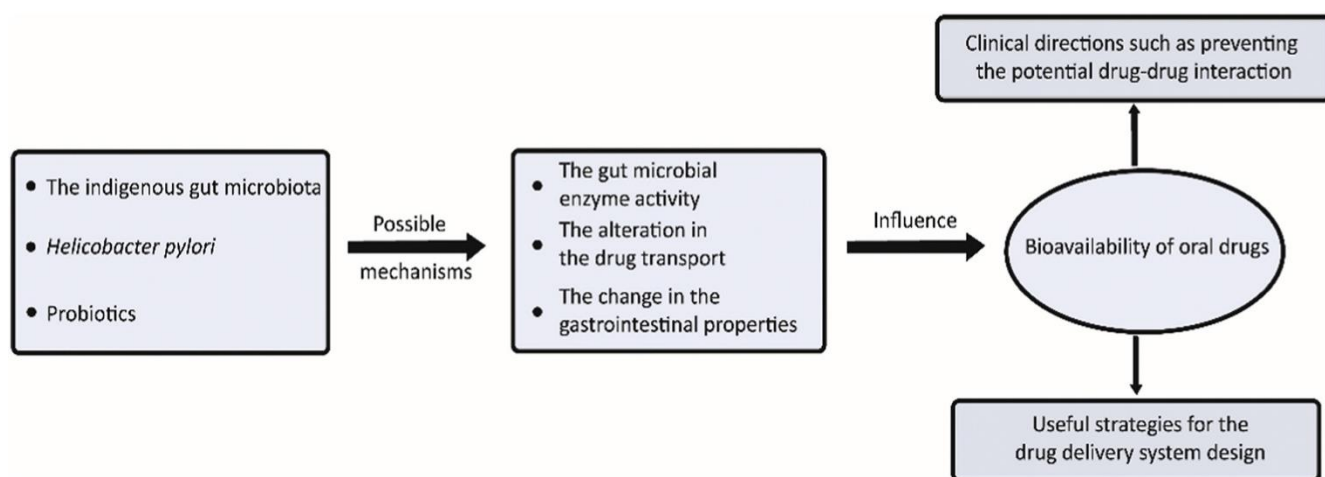 Clinical directions such as preventing
the potential drug-drug interaction
• The indigenous gut microbiota
• Helicobacter pylori
• Probiotics
Possible
mechanisms
• The gut microbial
enzyme activity
• The alteration in
the drug transport
• The change in the
gastrointestinal properties
Influence
Bioavailability of oral drugs
Useful strategies for the
drug delivery system design